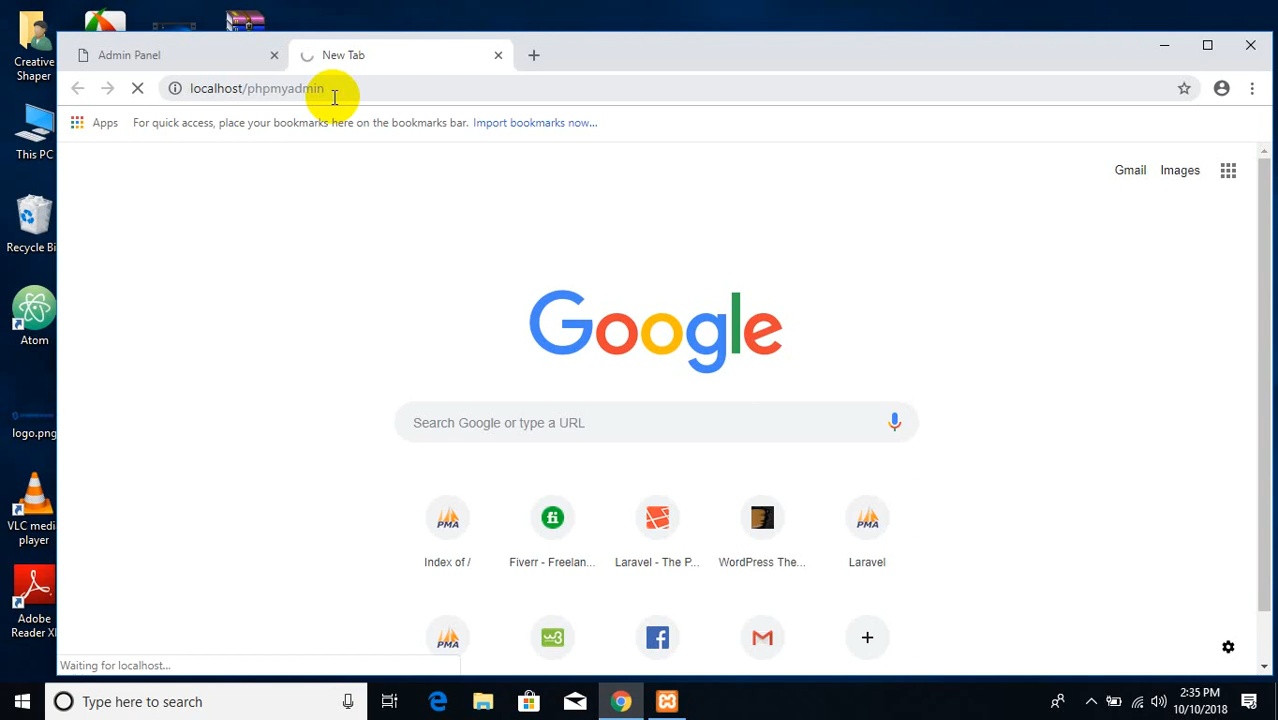 Creative
Shaper
This PC
Recycle Bi
Atom
logo.png
VLC medi
player
Adobe
Reader XI
Admin Panel
New Tab
localhost/phpmyadmin
Apps
For quick access, place your bookmarks here on the bookmarks bar. Import bookmarks now...
Gmail
Images
Google
Search Google or type a URL
PMA
fi
PMA
Index of /
Fiverr - Freelan...
Laravel - The P...
WordPress The...
Laravel
PMA
w3
Waiting for localhost...
Type here to search
2:35 PM
10/10/2018